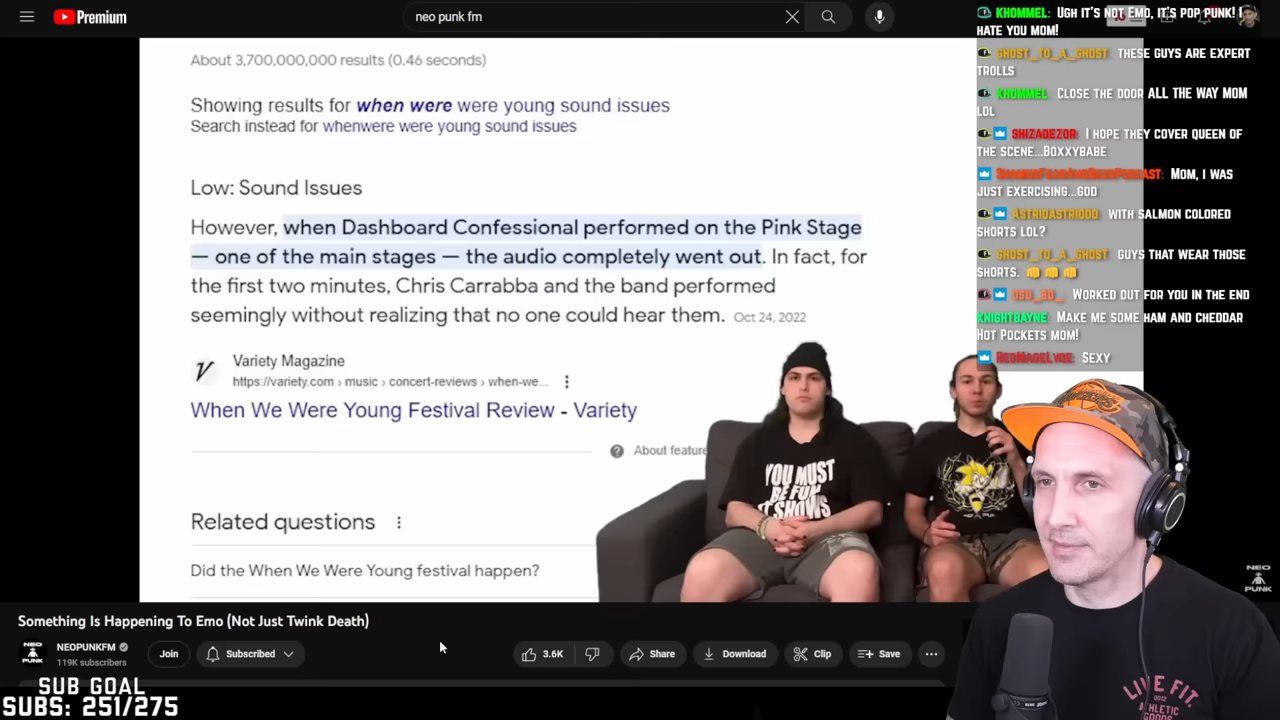 Premium
neo punk fm
About 3,700,000,000 results (0.46 seconds)
Showing results for when were were young sound issues
Search instead for whenwere were young sound issues
Low: Sound Issues
However, when Dashboard Confessional performed on the Pink Stage
— one of the main stages — the audio completely went out. In fact, for
the first two minutes, Chris Carrabba and the band performed
seemingly without realizing that no one could hear them. Oct 24, 2022
Variety Magazine
https://variety.com › music › concert-reviews › when-we...
When We Were Young Festival Review - Variety
About feature
Related questions
Did the When We Were Young festival happen?
YOU MUST
BE FUN
IT SHOWS
KHOMMEL: UGH IT'S NOT EMO, IT'S POP PUNK! I
HATE YOU MOM!
GHOST_TO_A_GHOST THESE GUYS ARE EXPERT
TROLLS
KHOMMEL: CLOSE THE DOOR ALL THE WAY MOM
LOL
SHIZADEZOR: I HOPE THEY COVER QUEEN OF
THE SCENE...BOXXYBABE
MOM, I WAS
JUST EXERCISING...GOD
WITH SALMON COLORED
SHORTS LOL?
GHOST_TO_A_GHOST GUYS THAT WEAR THOSE
SHORTS. 👊👊👊
WORKED OUT FOR YOU IN THE END
KNIGHTBAYNE: MAKE ME SOME HAM AND CHEDDAR
HOT POCKETS MOM!
SEXY
NEO
PUNK
Something Is Happening To Emo (Not Just Twink Death)
NEO
PUNK
NEOPUNKFM
119K subscribers
Join
Subscribed
3.6K
Share
Download
Clip
Save
SUB GOAL
SUBS: 251/275
LIVE FIT.
ATHLETIC
GOODS